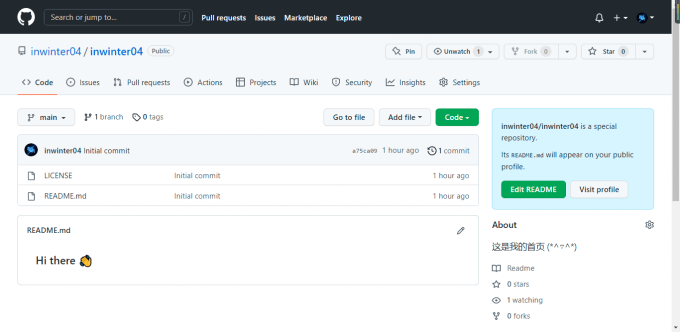 Search or jump to... /
Pull requests Issues Marketplace Explore
inwinter04 / inwinter04 Public
Pin Unwatch 1 Fork 0 Star 0
Code Issues Pull requests Actions Projects Wiki Security Insights Settings
main 1 branch 0 tags Go to file Add file Code
inwinter04 Initial commit a75ca09 1 hour ago 1 commit
LICENSE Initial commit 1 hour ago
README.md Initial commit 1 hour ago
README.md
Hi there 👋
inwinter04/inwinter04 is a special
repository.
Its README.md will appear on your public
profile.
Edit README Visit profile
About
这是我的首页 (*^▽^*)
Readme
0 stars
1 watching
0 forks